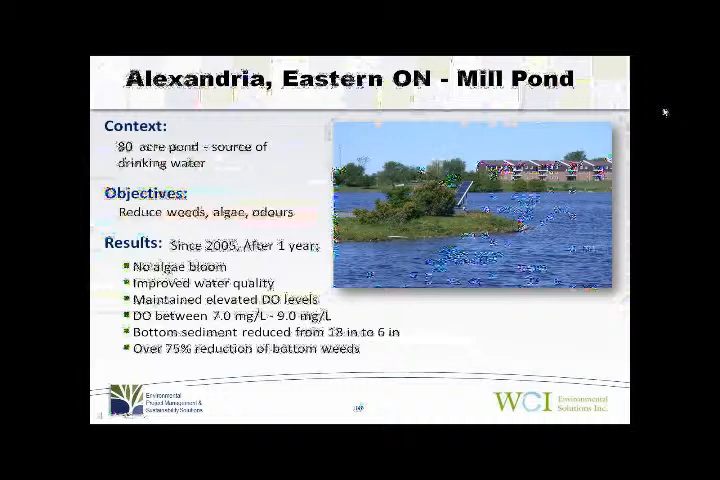 Alexandria, Eastern ON - Mill Pond
Context:
80 acre pond - source of
drinking water
Objectives:
Reduce weeds, algae, odours
Results: Since 2005, After 1 year:
No algae bloom
Improved water quality
Maintained elevated DO levels
DO between 7.0 mg/L - 9.0 mg/L
Bottom sediment reduced from 18 in to 6 in
Over 75% reduction of bottom weeds
Environmental
Project Management &
Sustainability Solutions
WCI Environmental
Solutions Inc.